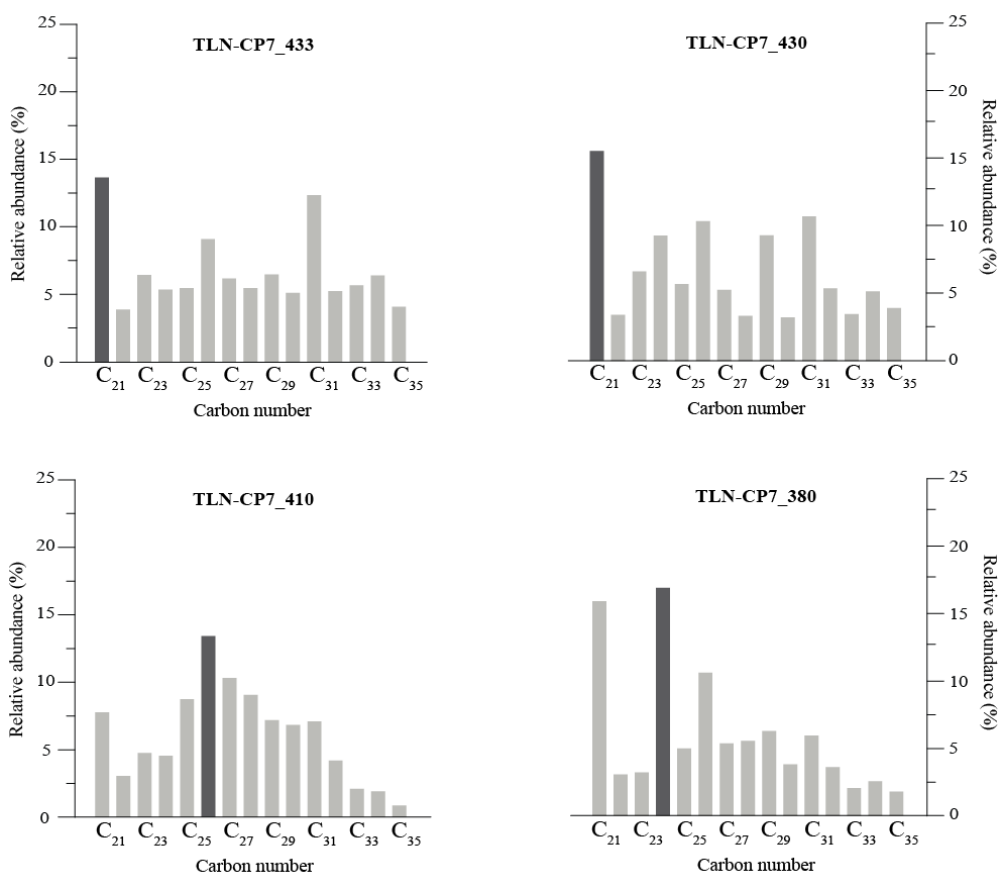 TLN-CP7_433
25
20
15
10
5
0
Relative abundance (%)
C21 C23 C25 C27 C29 C31 C33 C35
Carbon number
TLN-CP7_430
25
20
15
10
5
0
Relative abundance (%)
C21 C23 C25 C27 C29 C31 C33 C35
Carbon number
TLN-CP7_410
25
20
15
10
5
0
Relative abundance (%)
C21 C23 C25 C27 C29 C31 C33 C35
Carbon number
TLN-CP7_380
25
20
15
10
5
0
Relative abundance (%)
C21 C23 C25 C27 C29 C31 C33 C35
Carbon number